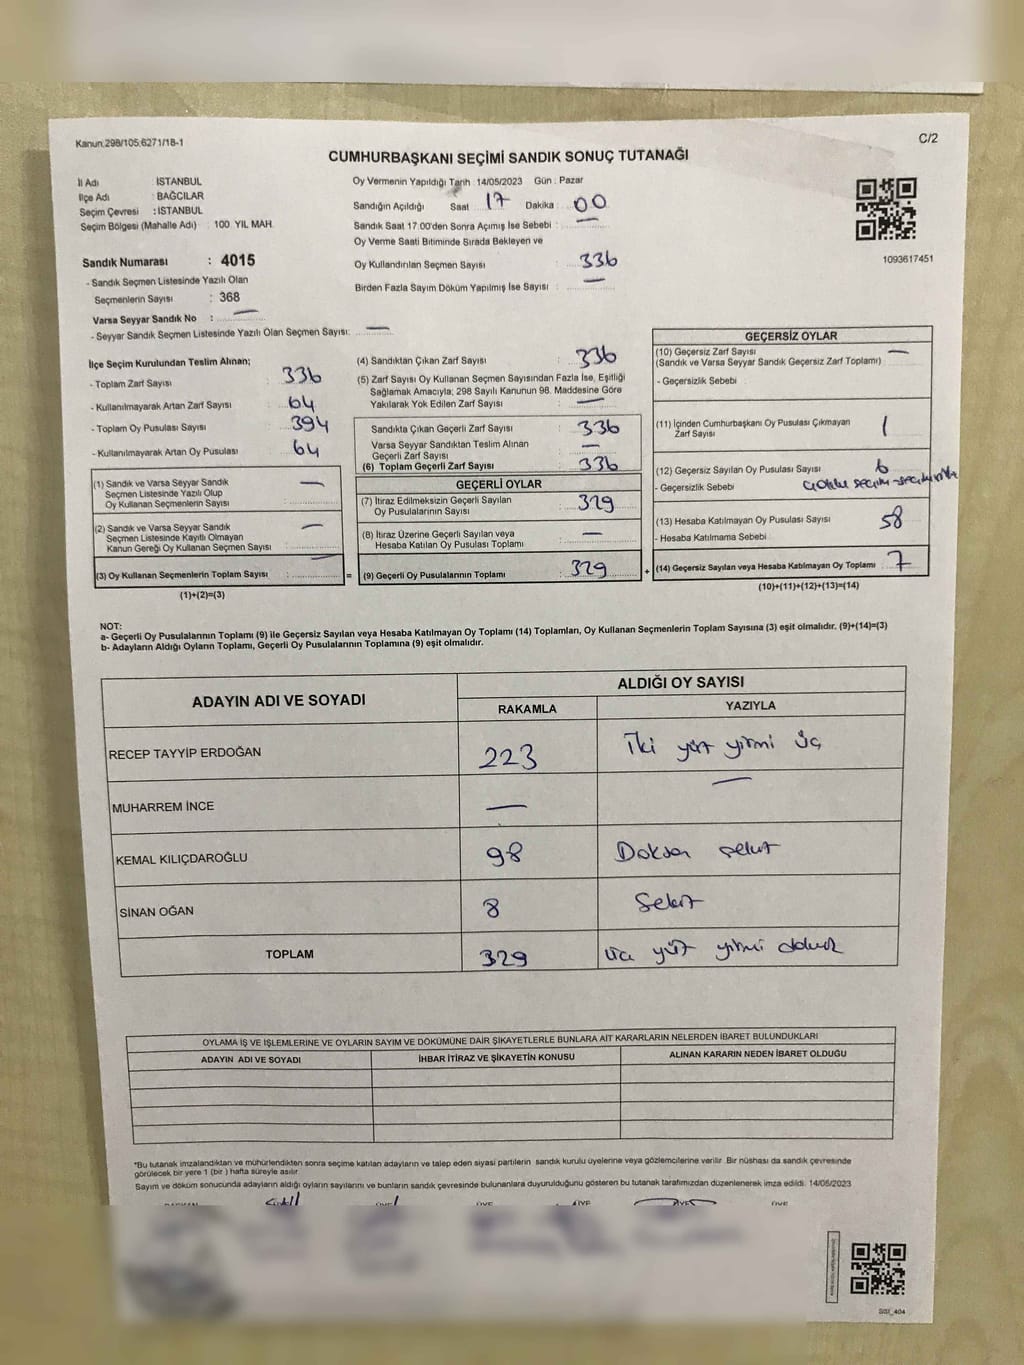 Kanun.298/105.6271/18-1
C/2
CUMHURBAŞKANI SEÇİMİ SANDIK SONUÇ TUTANAĞI
İl Adı : İSTANBUL
İlçe Adı : BAĞCILAR
Seçim Çevresi : İSTANBUL
Seçim Bölgesi (Mahalle Adı) : 100. YIL MAH.
Sandık Numarası : 4015
- Sandık Seçmen Listesinde Yazılı Olan
Seçmenlerin Sayısı : 368
Varsa Seyyar Sandık No : —
- Seyyar Sandık Seçmen Listesinde Yazılı Olan Seçmen Sayısı: —
Oy Vermenin Yapıldığı Tarih : 14/05/2023 Gün : Pazar
Sandığın Açıldığı Saat 17 Dakika 00
Sandık Saat 17:00'den Sonra Açımış İse Sebebi : —
Oy Verme Saati Bitiminde Sırada Bekleyen ve
Oy Kullandırılan Seçmen Sayısı : 336
Birden Fazla Sayım Döküm Yapılmış İse Sayısı : —
1093617451
İlçe Seçim Kurulundan Teslim Alınan;
- Toplam Zarf Sayısı : 336
- Kullanılmayarak Artan Zarf Sayısı : 64
- Toplam Oy Pusulası Sayısı : 394
- Kullanılmayarak Artan Oy Pusulası : 64
(1) Sandık ve Varsa Seyyar Sandık
Seçmen Listesinde Yazılı Olup
Oy Kullanan Seçmenlerin Sayısı : —
(2) Sandık ve Varsa Seyyar Sandık
Seçmen Listesinde Kayıtlı Olmayan
Kanun Gereği Oy Kullanan Seçmen Sayısı : —
(3) Oy Kullanan Seçmenlerin Toplam Sayısı : —
(1)+(2)=(3)
=
(4) Sandıktan Çıkan Zarf Sayısı : 336
(5) Zarf Sayısı Oy Kullanan Seçmen Sayısından Fazla İse, Eşitliği
Sağlamak Amacıyla; 298 Sayılı Kanunun 98. Maddesine Göre
Yakılarak Yok Edilen Zarf Sayısı : —
Sandıkta Çıkan Geçerli Zarf Sayısı : 336
Varsa Seyyar Sandıktan Teslim Alınan
Geçerli Zarf Sayısı : —
(6) Toplam Geçerli Zarf Sayısı : 336
GEÇERLİ OYLAR
(7) İtiraz Edilmeksizin Geçerli Sayılan
Oy Pusulalarının Sayısı : 329
(8) İtiraz Üzerine Geçerli Sayılan veya
Hesaba Katılan Oy Pusulası Toplamı : —
(9) Geçerli Oy Pusulalarının Toplamı : 329
+
GEÇERSİZ OYLAR
(10) Geçersiz Zarf Sayısı : —
(Sandık ve Varsa Seyyar Sandık Geçersiz Zarf Toplamı)
- Geçersizlik Sebebi :
(11) İçinden Cumhurbaşkanı Oy Pusulası Çıkmayan
Zarf Sayısı : 1
(12) Geçersiz Sayılan Oy Pusulası Sayısı : 6
- Geçersizlik Sebebi :
(13) Hesaba Katılmayan Oy Pusulası Sayısı : 58
- Hesaba Katılmama Sebebi :
(14) Geçersiz Sayılan veya Hesaba Katılmayan Oy Toplamı : 7
(10)+(11)+(12)+(13)=(14)
NOT:
a- Geçerli Oy Pusulalarının Toplamı (9) ile Geçersiz Sayılan veya Hesaba Katılmayan Oy Toplamı (14) Toplamları, Oy Kullanan Seçmenlerin Toplam Sayısına (3) eşit olmalıdır. (9)+(14)=(3)
b- Adayların Aldığı Oyların Toplamı, Geçerli Oy Pusulalarının Toplamına (9) eşit olmalıdır.
ADAYIN ADI VE SOYADI
ALDIĞI OY SAYISI
RAKAMLA YAZIYLA
RECEP TAYYİP ERDOĞAN 223 İki yüz yirmi üç
MUHARREM İNCE — —
KEMAL KILIÇDAROĞLU 98 Doksan sekiz
SİNAN OĞAN 8 Sekiz
TOPLAM 329 üç yüz yirmi dokuz
OYLAMA İŞ VE İŞLEMLERİNE VE OYLARIN SAYIM VE DÖKÜMÜNE DAİR ŞİKAYETLERLE BUNLARA AİT KARARLARIN NELERDEN İBARET BULUNDUKLARI
ADAYIN ADI VE SOYADI İHBAR İTİRAZ VE ŞİKAYETİN KONUSU ALINAN KARARIN NEDEN İBARET OLDUĞU
*Bu tutanak imzalandıktan ve mühürlendikten sonra seçime katılan adayların ve talep eden siyasi partilerin sandık kurulu üyelerine veya gözlemcilerine verilir. Bir nüshası da sandık çevresinde
görülecek bir yere 1 (bir) hafta süreyle asılır.
Sayım ve döküm sonucunda adayların aldığı oyların sayılarını ve bunların sandık çevresinde bulunanlara duyurulduğunu gösteren bu tutanak tarafımızdan düzenlenerek imza edildi. 14/05/2023